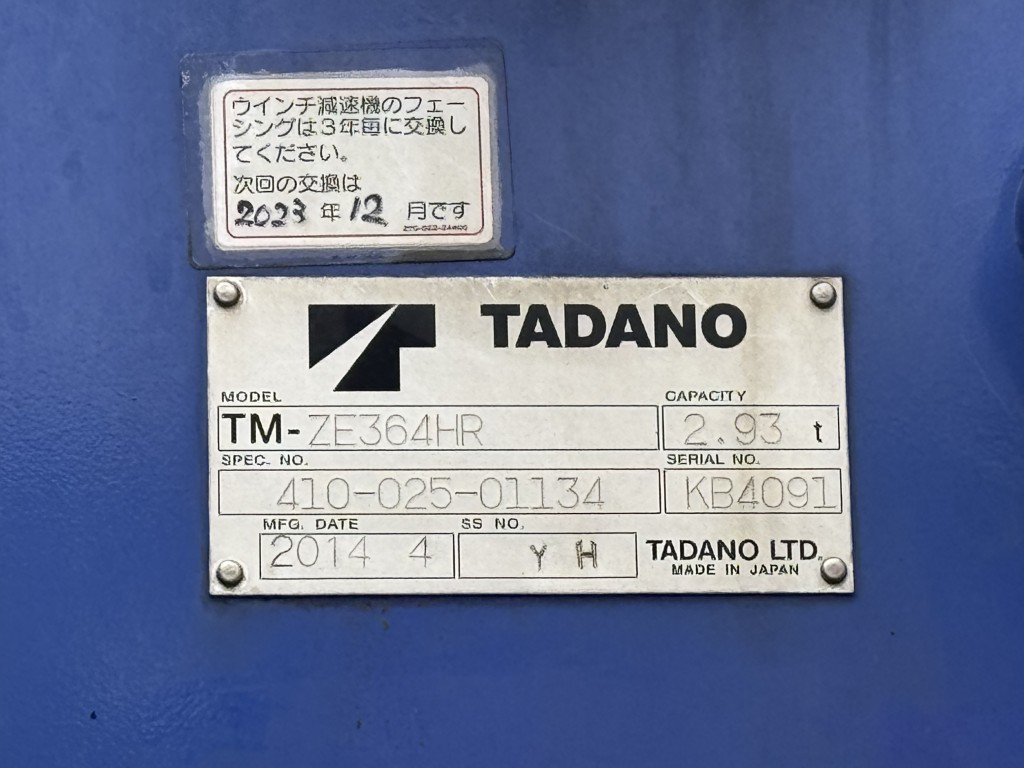 ウインチ減速機のフェー
シングは3年毎に交換し
てください。
次回の交換は
2023 年 12 月です
TADANO
MODEL CAPACITY
TM-ZE364HR 2.93 t
SPEC. NO. SERIAL NO.
410-025-01134 KB4091
MFG. DATE SS NO.
2014 4 Y H TADANO LTD.
MADE IN JAPAN